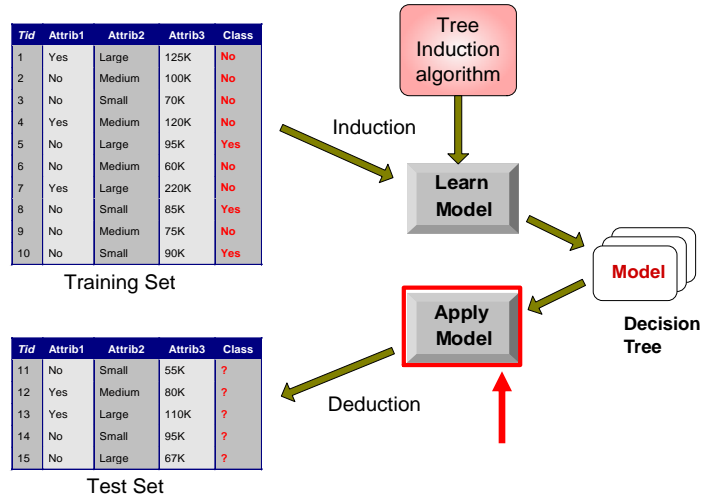 Tid Attrib1 Attrib2 Attrib3 Class
1 Yes Large 125K No
2 No Medium 100K No
3 No Small 70K No
4 Yes Medium 120K No
5 No Large 95K Yes
6 No Medium 60K No
7 Yes Large 220K No
8 No Small 85K Yes
9 No Medium 75K No
10 No Small 90K Yes
Training Set
Tree
Induction
algorithm
Induction
Learn
Model
Model
Decision
Tree
Apply
Model
Deduction
Tid Attrib1 Attrib2 Attrib3 Class
11 No Small 55K ?
12 Yes Medium 80K ?
13 Yes Large 110K ?
14 No Small 95K ?
15 No Large 67K ?
Test Set